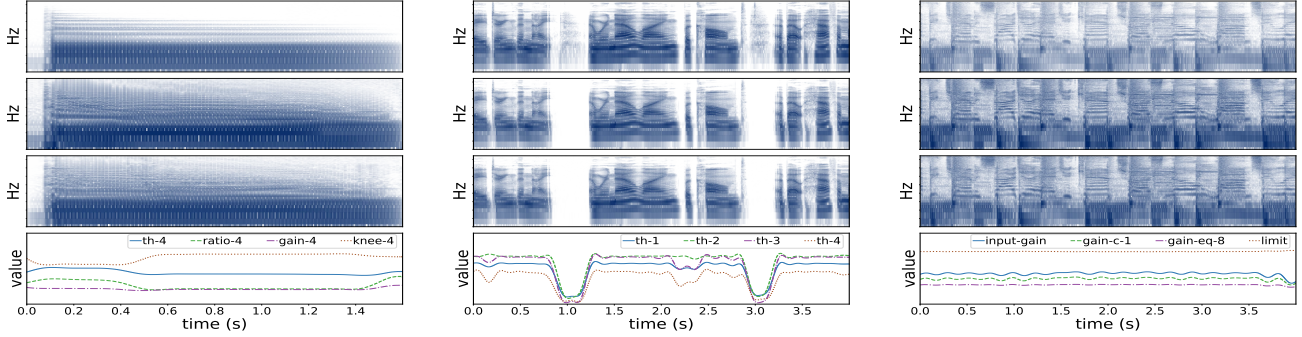 Hz
Hz
Hz
value
th-4 ratio-4 gain-4 knee-4
0.0 0.2 0.4 0.6 0.8 1.0 1.2 1.4
time (s)
Hz
Hz
Hz
value
th-1 th-2 th-3 th-4
0.0 0.5 1.0 1.5 2.0 2.5 3.0 3.5
time (s)
Hz
Hz
Hz
value
input-gain gain-c-1 gain-eq-8 limit
0.0 0.5 1.0 1.5 2.0 2.5 3.0 3.5
time (s)